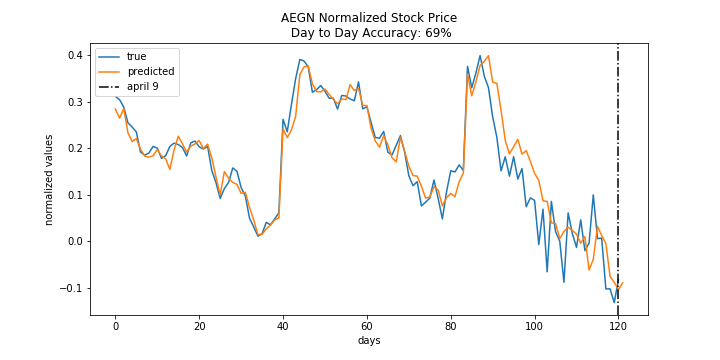 AEGN Normalized Stock Price
Day to Day Accuracy: 69%
true
predicted
april 9
normalized values
0.4
0.3
0.2
0.1
0.0
−0.1
0
20
40
60
80
100
120
days